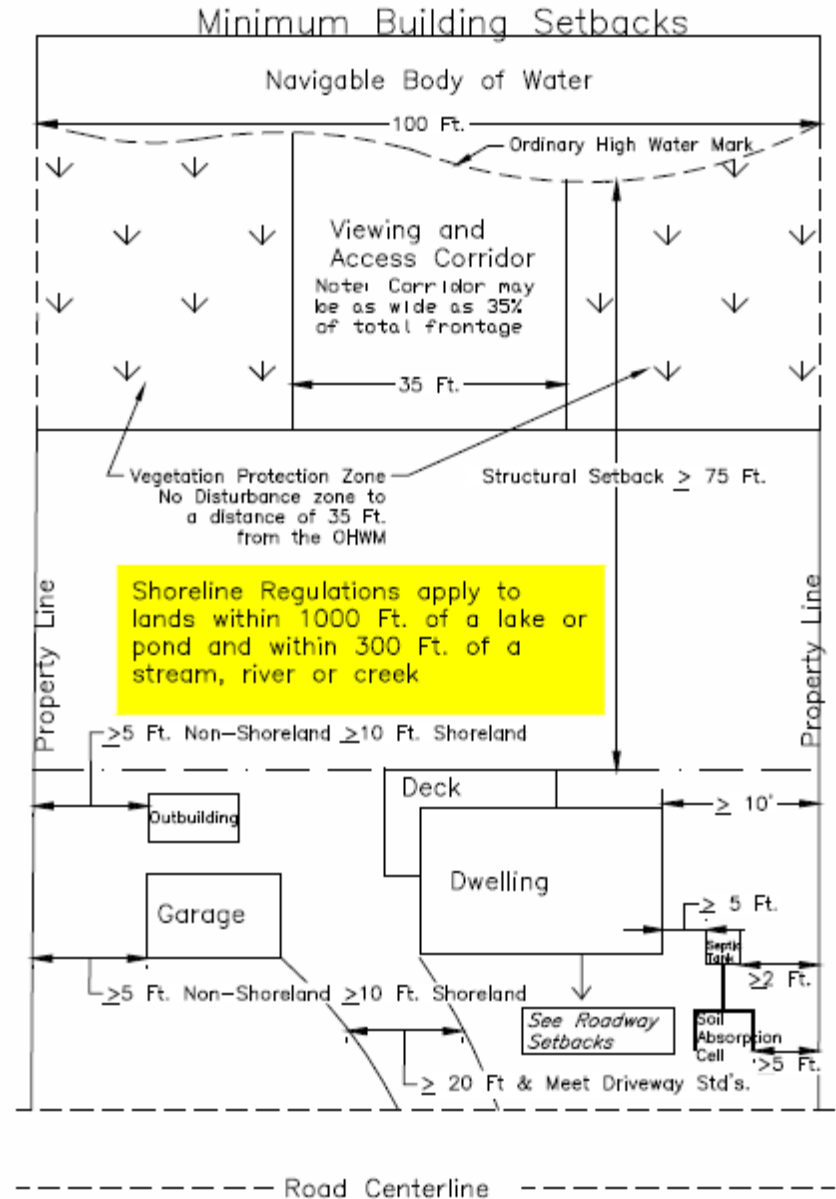 Minimum Building Setbacks
Navigable Body of Water
100 Ft.
Ordinary High Water Mark
Viewing and
Access Corridor
Note: Corridor may
be as wide as 35%
of total frontage
35 Ft.
Vegetation Protection Zone
No Disturbance zone to
a distance of 35 Ft.
from the OHWM
Structural Setback ≥ 75 Ft.
Property Line
Property Line
Shoreline Regulations apply to
lands within 1000 Ft. of a lake or
pond and within 300 Ft. of a
stream, river or creek
≥5 Ft. Non-Shoreland ≥10 Ft. Shoreland
Deck
Outbuilding
≥ 10'
Dwelling
Garage
≥ 5 Ft.
Septic
Tank
≥2 Ft.
≥5 Ft. Non-Shoreland ≥10 Ft. Shoreland
See Roadway
Setbacks
Soil
Absorption
Cell
≥5 Ft.
≥ 20 Ft & Meet Driveway Std's.
Road Centerline